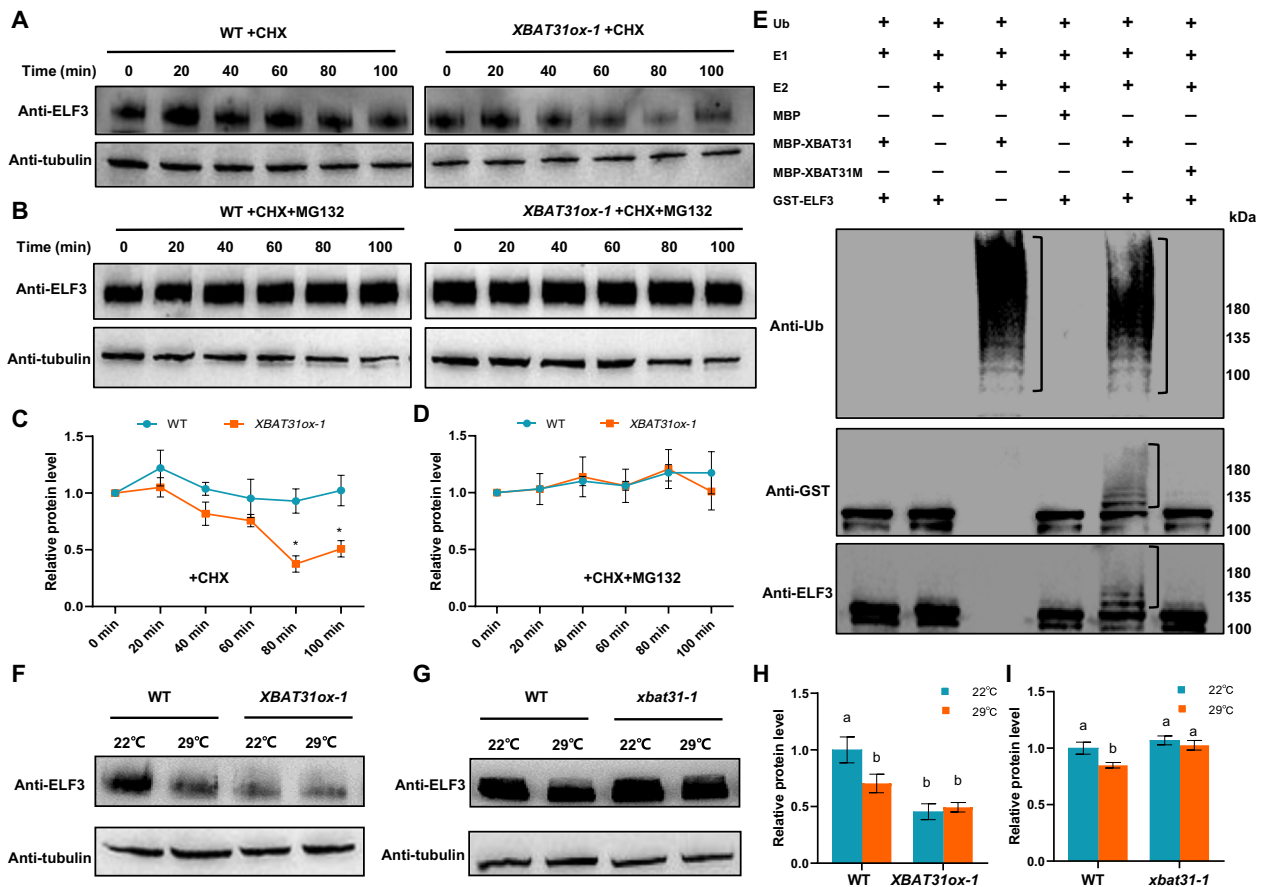 A
WT +CHX
XBAT31ox-1 +CHX
Time (min) 0 20 40 60 80 100 0 20 40 60 80 100
Anti-ELF3
Anti-tubulin
B
WT +CHX+MG132
XBAT31ox-1 +CHX+MG132
Time (min) 0 20 40 60 80 100 0 20 40 60 80 100
Anti-ELF3
Anti-tubulin
C
WT XBAT31ox-1
Relative protein level
1.5
1.0
0.5
0.0
* *
+CHX
0 min 20 min 40 min 60 min 80 min 100 min
D
WT XBAT31ox-1
Relative protein level
1.5
1.0
0.5
0.0
+CHX+MG132
0 min 20 min 40 min 60 min 80 min 100 min
E
Ub + + + + + +
E1 + + + + + +
E2 – + + + + +
MBP – – – + – –
MBP-XBAT31 + – + – + –
MBP-XBAT31M – – – – – +
GST-ELF3 + + – + + +
kDa
Anti-Ub
180
135
100
Anti-GST
180
135
100
Anti-ELF3
180
135
100
F
WT XBAT31ox-1
22℃ 29℃ 22℃ 29℃
Anti-ELF3
Anti-tubulin
G
WT xbat31-1
22℃ 29℃ 22℃ 29℃
Anti-ELF3
Anti-tubulin
H
22℃
29℃
Relative protein level
1.5
1.0
0.5
0.0
a b b b
WT XBAT31ox-1
I
22℃
29℃
Relative protein level
1.5
1.0
0.5
0.0
a b a a
WT xbat31-1